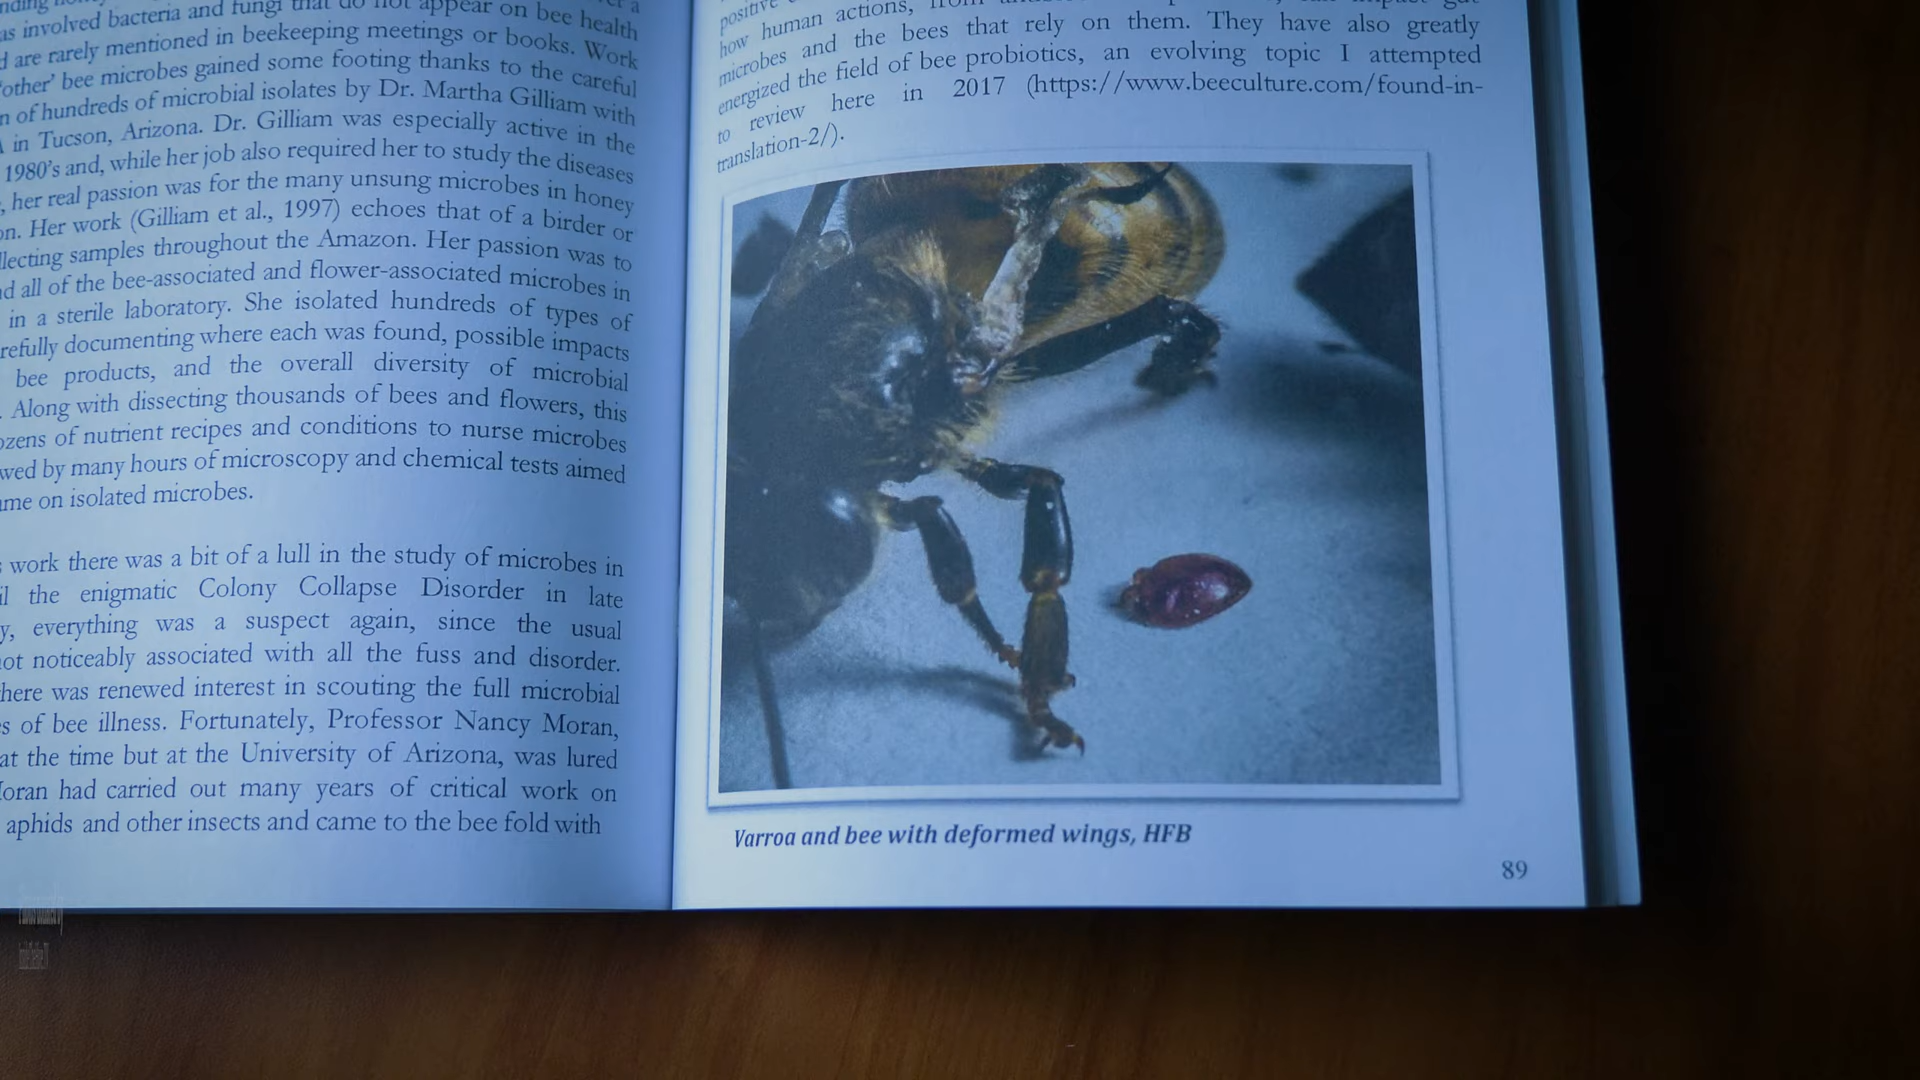 as involved bacteria and fungi that do not appear on bee health
d are rarely mentioned in beekeeping meetings or books. Work
'other' bee microbes gained some footing thanks to the careful
n of hundreds of microbial isolates by Dr. Martha Gilliam with
in Tucson, Arizona. Dr. Gilliam was especially active in the
1980's and, while her job also required her to study the diseases
, her real passion was for the many unsung microbes in honey
on. Her work (Gilliam et al., 1997) echoes that of a birder or
llecting samples throughout the Amazon. Her passion was to
d all of the bee-associated and flower-associated microbes in
in a sterile laboratory. She isolated hundreds of types of
refully documenting where each was found, possible impacts
bee products, and the overall diversity of microbial
. Along with dissecting thousands of bees and flowers, this
ozens of nutrient recipes and conditions to nurse microbes
wed by many hours of microscopy and chemical tests aimed
ame on isolated microbes.
work there was a bit of a lull in the study of microbes in
il the enigmatic Colony Collapse Disorder in late
y, everything was a suspect again, since the usual
ot noticeably associated with all the fuss and disorder.
here was renewed interest in scouting the full microbial
s of bee illness. Fortunately, Professor Nancy Moran,
at the time but at the University of Arizona, was lured
Moran had carried out many years of critical work on
aphids and other insects and came to the bee fold with
positive
how human actions,
microbes and the bees that rely on them. They have also greatly
energized the field of bee probiotics, an evolving topic I attempted
to review here in 2017 (https://www.beeculture.com/found-in-
translation-2/).
Varroa and bee with deformed wings, HFB
89